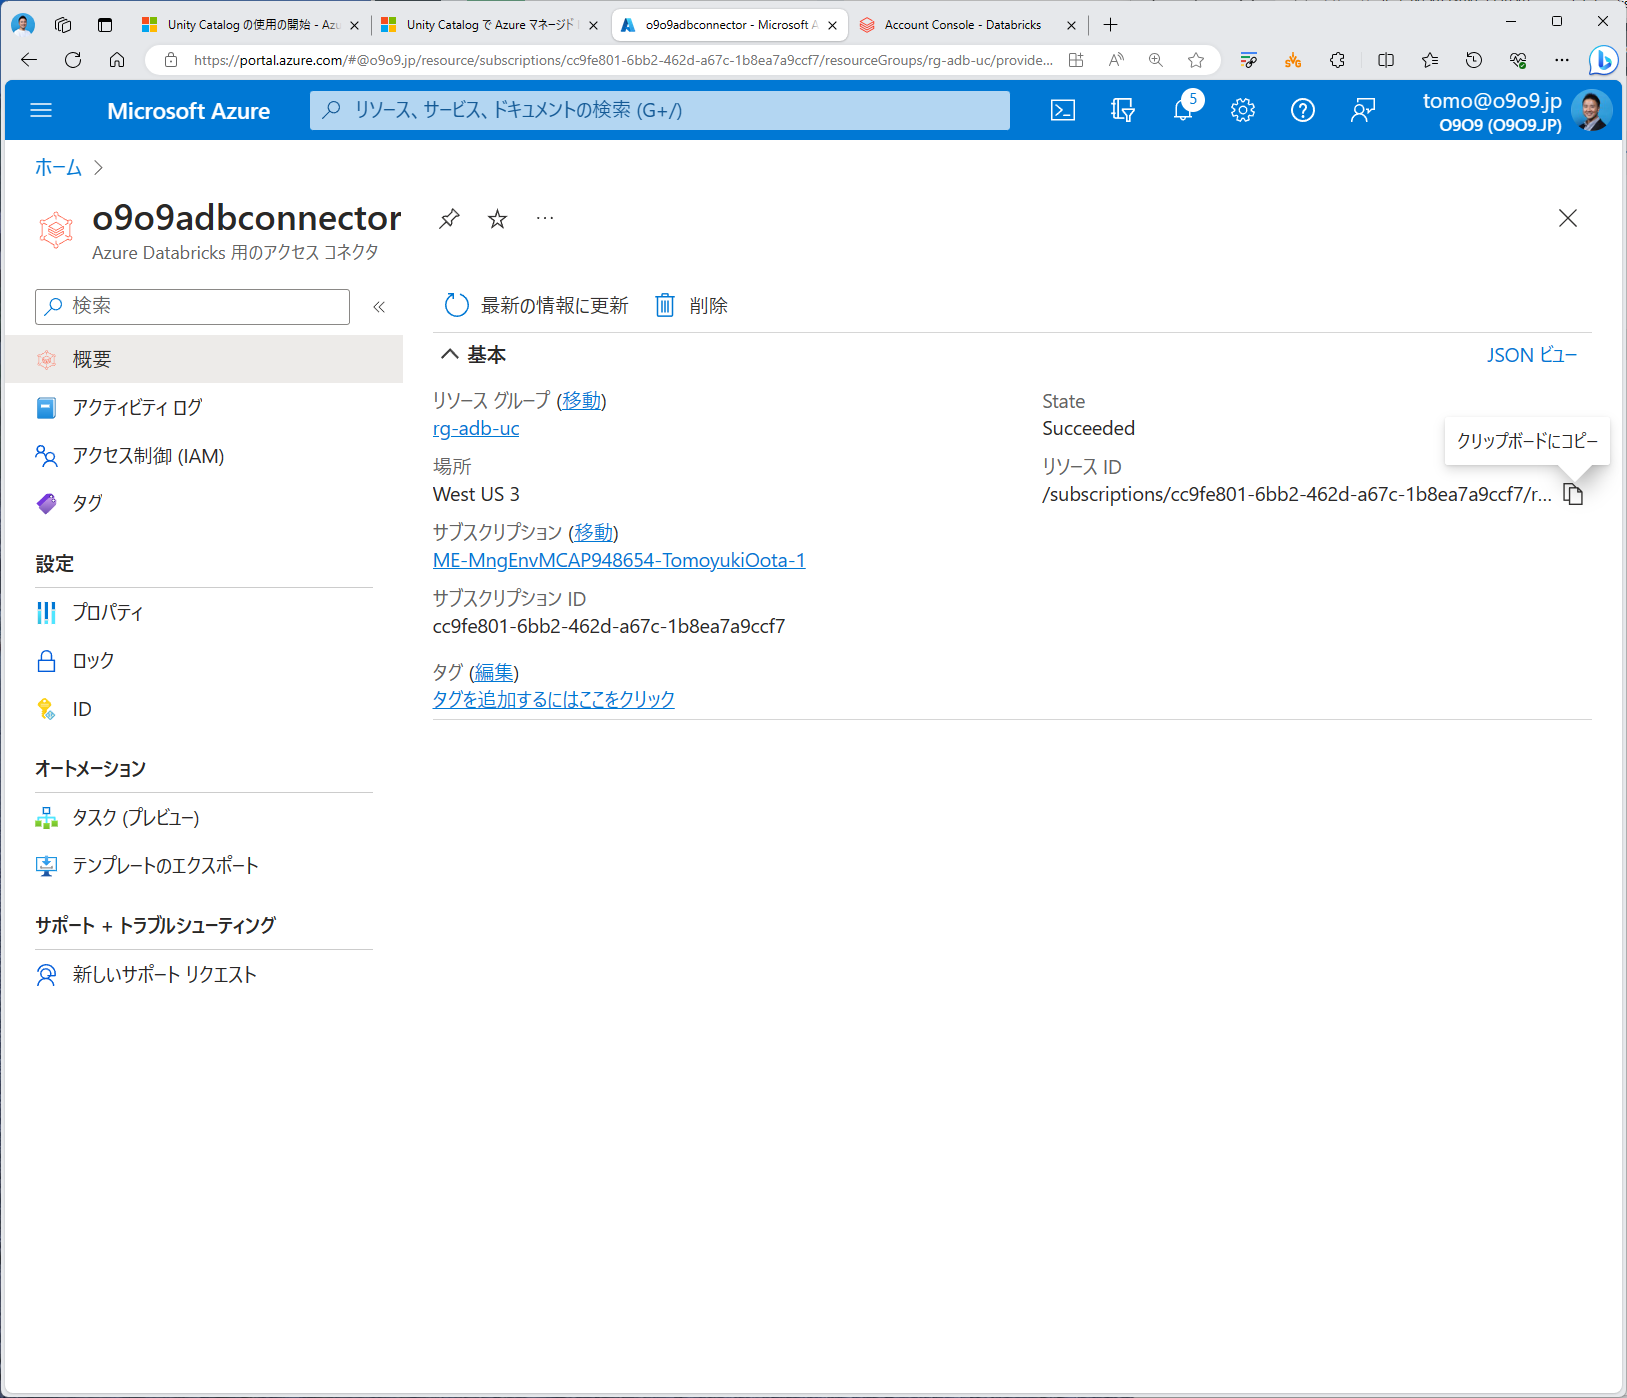 Unity Catalog の使用の開始 - Azu
Unity Catalog で Azure マネージド
o9o9adbconnector - Microsoft A
Account Console - Databricks
https://portal.azure.com/#@o9o9.jp/resource/subscriptions/cc9fe801-6bb2-462d-a67c-1b8ea7a9ccf7/resourceGroups/rg-adb-uc/provide...
Microsoft Azure
リソース、サービス、ドキュメントの検索 (G+/)
5
tomo@o9o9.jp
O9O9 (O9O9.JP)
ホーム
o9o9adbconnector
Azure Databricks 用のアクセス コネクタ
検索
最新の情報に更新
削除
概要
アクティビティ ログ
アクセス制御 (IAM)
タグ
設定
プロパティ
ロック
ID
オートメーション
タスク (プレビュー)
テンプレートのエクスポート
サポート + トラブルシューティング
新しいサポート リクエスト
基本
JSON ビュー
リソース グループ (移動)
rg-adb-uc
場所
West US 3
サブスクリプション (移動)
ME-MngEnvMCAP948654-TomoyukiOota-1
サブスクリプション ID
cc9fe801-6bb2-462d-a67c-1b8ea7a9ccf7
タグ (編集)
タグを追加するにはここをクリック
State
Succeeded
リソース ID
/subscriptions/cc9fe801-6bb2-462d-a67c-1b8ea7a9ccf7/r...
クリップボードにコピー